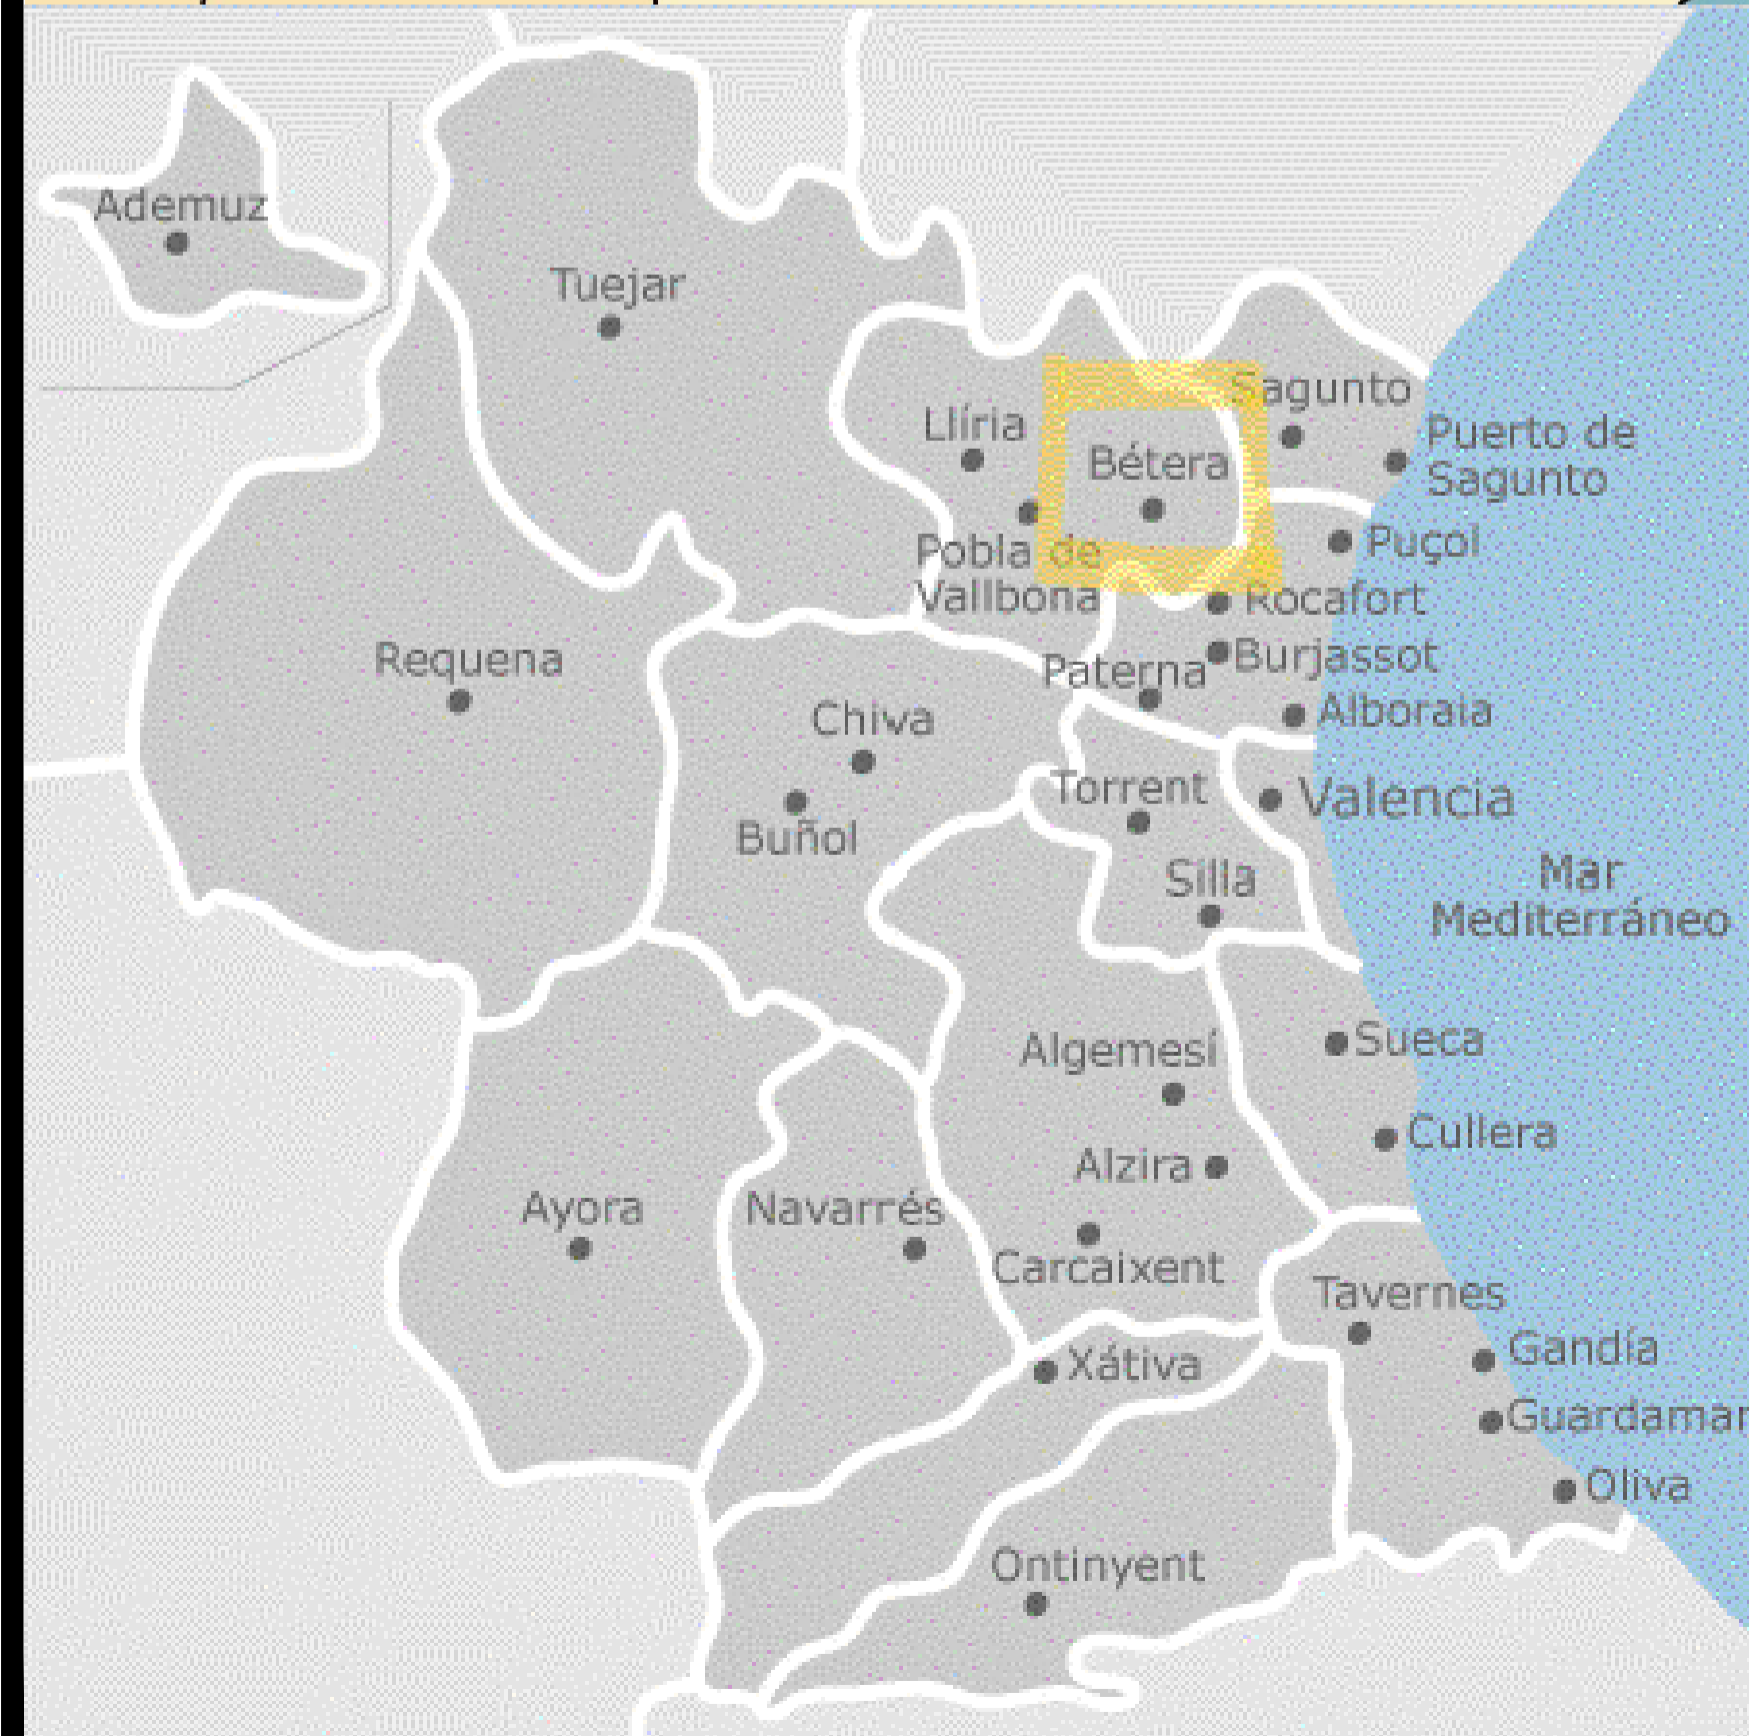 Ademuz
Tuejar
Sagunto
Llíria
Puerto de
Sagunto
Bétera
Puçol
Pobla de
Vallbona
Rocafort
Requena
Burjassot
Paterna
Alboraia
Chiva
Torrent
Valencia
Buñol
Silla
Mar
Mediterráneo
Algemesí
Sueca
Cullera
Alzira
Ayora
Navarrés
Carcaixent
Tavernes
Gandía
Xátiva
Guardamar
Oliva
Ontinyent